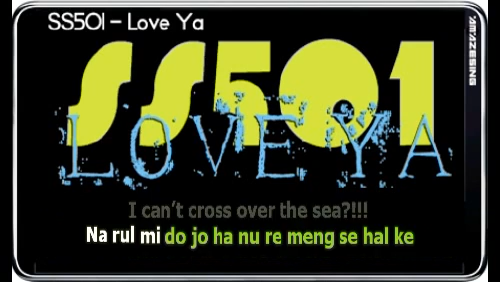 SS501 - Love Ya
AMAZESING
SS501
LOVE YA
I can't cross over the sea?!!!
Na rul mi do jo ha nu re meng se hal ke